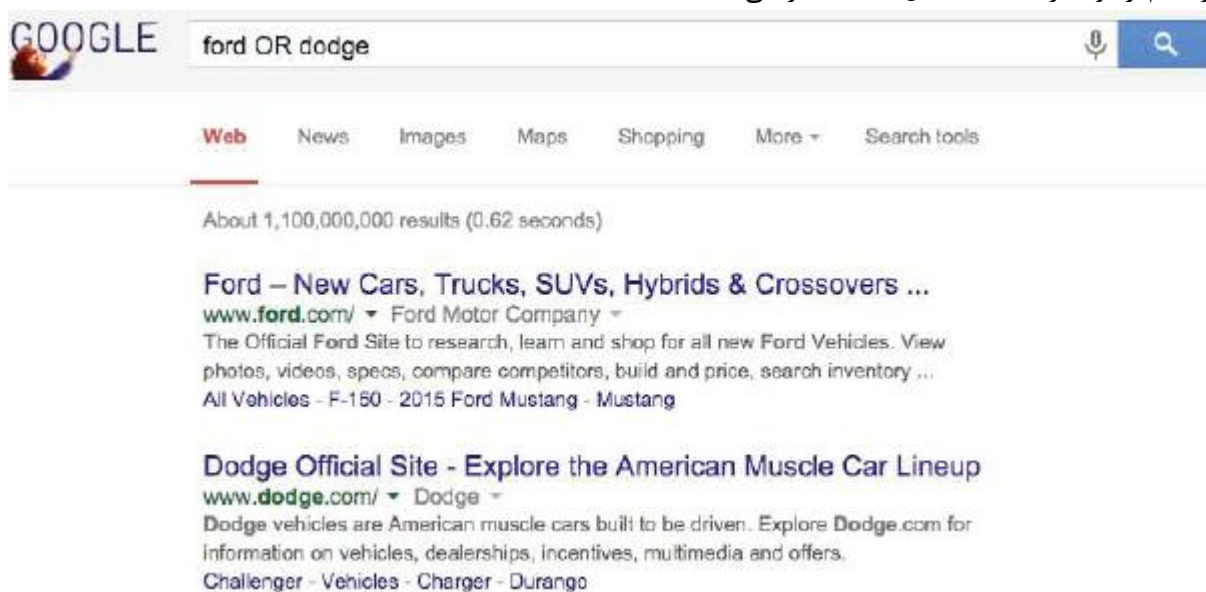 GOOGLE
ford OR dodge
Web News Images Maps Shopping More Search tools
About 1,100,000,000 results (0.62 seconds)
Ford – New Cars, Trucks, SUVs, Hybrids & Crossovers ...
www.ford.com/ Ford Motor Company
The Official Ford Site to research, learn and shop for all new Ford Vehicles. View
photos, videos, specs, compare competitors, build and price, search inventory ...
All Vehicles - F-150 - 2015 Ford Mustang - Mustang
Dodge Official Site - Explore the American Muscle Car Lineup
www.dodge.com/ Dodge
Dodge vehicles are American muscle cars built to be driven. Explore Dodge.com for
information on vehicles, dealerships, incentives, multimedia and offers.
Challenger - Vehicles - Charger - Durango